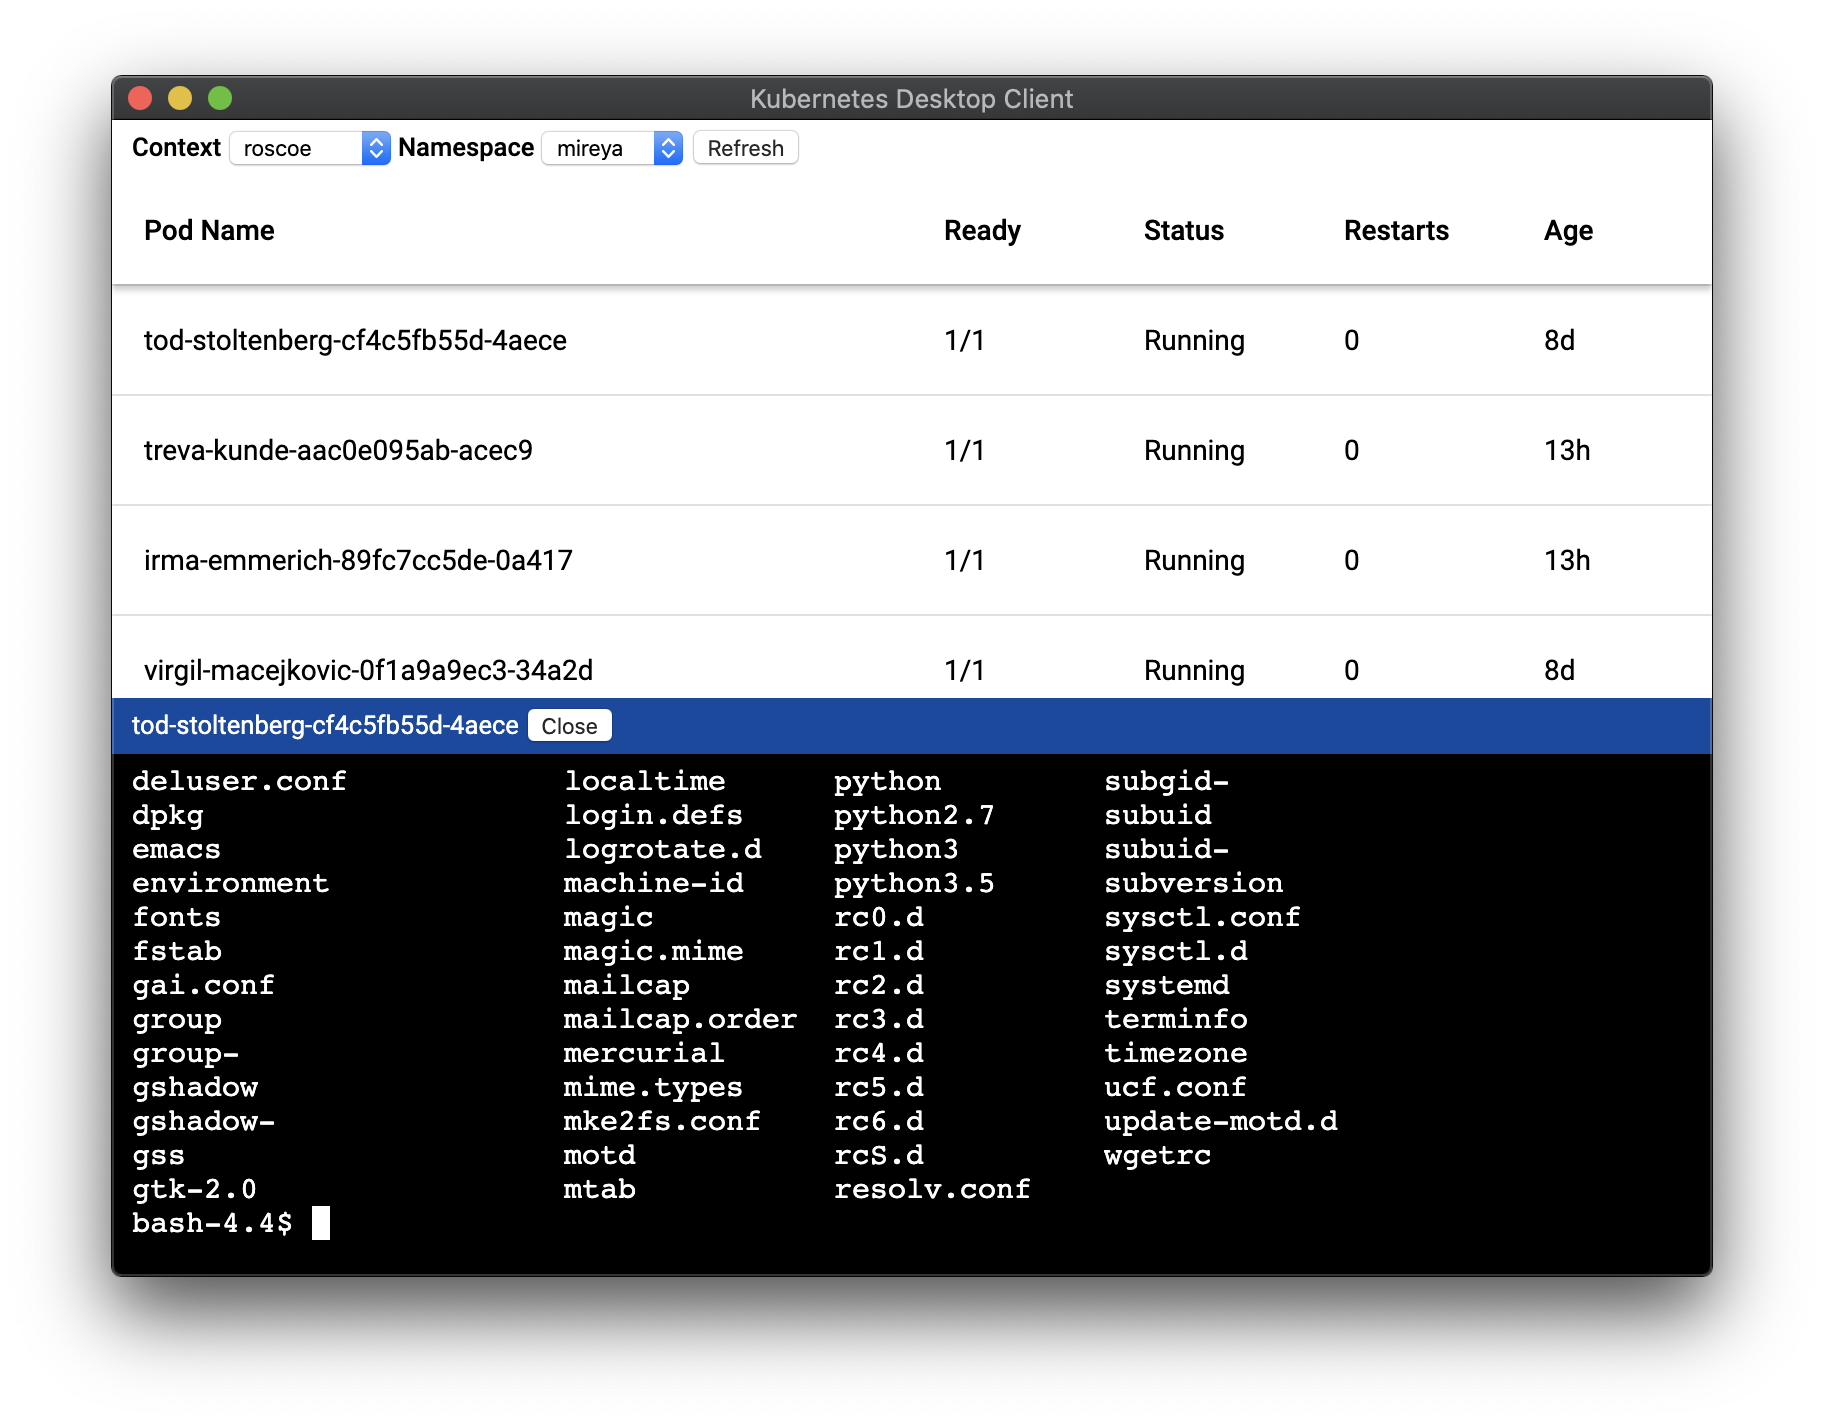 Kubernetes Desktop Client
Context roscoe Namespace mireya Refresh
Pod Name Ready Status Restarts Age
tod-stoltenberg-cf4c5fb55d-4aece 1/1 Running 0 8d
treva-kunde-aac0e095ab-acec9 1/1 Running 0 13h
irma-emmerich-89fc7cc5de-0a417 1/1 Running 0 13h
virgil-macejkovic-0f1a9a9ec3-34a2d 1/1 Running 0 8d
tod-stoltenberg-cf4c5fb55d-4aece Close
deluser.conf localtime python subgid-
dpkg login.defs python2.7 subuid
emacs logrotate.d python3 subuid-
environment machine-id python3.5 subversion
fonts magic rc0.d sysctl.conf
fstab magic.mime rc1.d sysctl.d
gai.conf mailcap rc2.d systemd
group mailcap.order rc3.d terminfo
group- mercurial rc4.d timezone
gshadow mime.types rc5.d ucf.conf
gshadow- mke2fs.conf rc6.d update-motd.d
gss motd rcS.d wgetrc
gtk-2.0 mtab resolv.conf
bash-4.4$